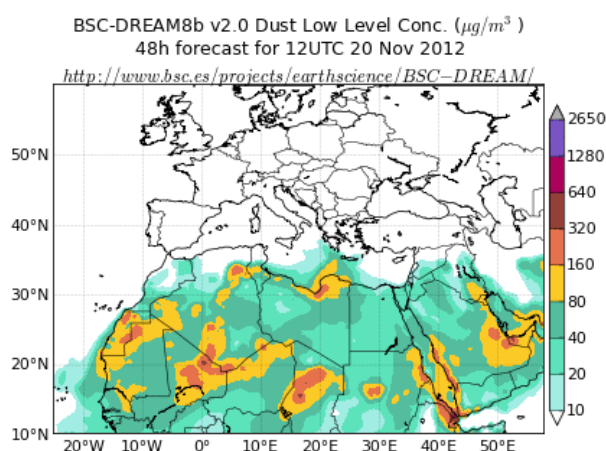 BSC-DREAM8b v2.0 Dust Low Level Conc. (μg/m³ )
48h forecast for 12UTC 20 Nov 2012
http://www.bsc.es/projects/earthscience/BSC−DREAM/
50°N
40°N
30°N
20°N
10°N
20°W 10°W 0° 10°E 20°E 30°E 40°E 50°E
2650
1280
640
320
160
80
40
20
10